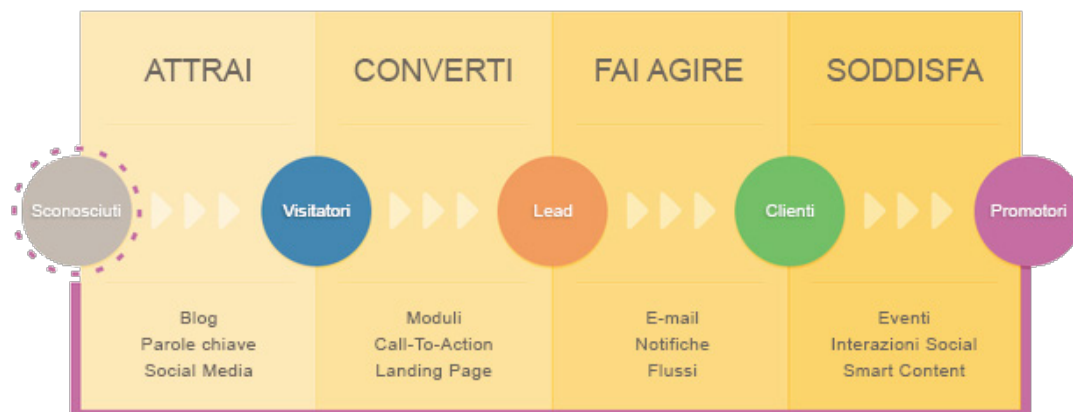 ATTRAI
CONVERTI
FAI AGIRE
SODDISFA
Sconosciuti
Visitatori
Lead
Clienti
Promotori
Blog
Parole chiave
Social Media
Moduli
Call-To-Action
Landing Page
E-mail
Notifiche
Flussi
Eventi
Interazioni Social
Smart Content